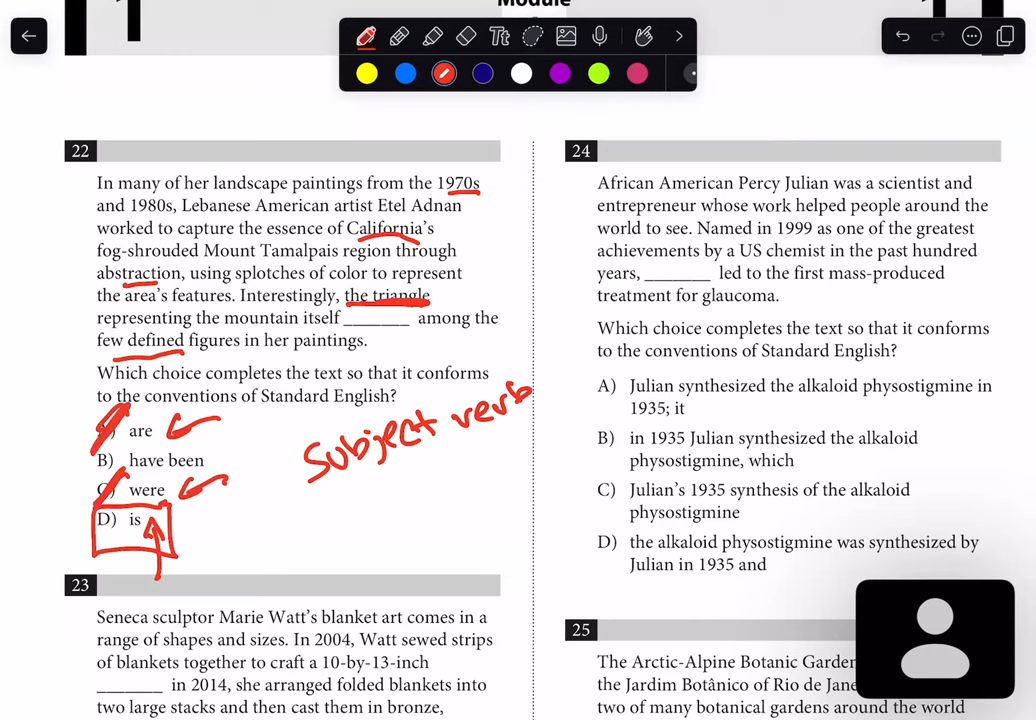 Module
1
Tt
22
In many of her landscape paintings from the 1970s
and 1980s, Lebanese American artist Etel Adnan
worked to capture the essence of California's
fog-shrouded Mount Tamalpais region through
abstraction, using splotches of color to represent
the area's features. Interestingly, the triangle
representing the mountain itself _______ among the
few defined figures in her paintings.
Which choice completes the text so that it conforms
to the conventions of Standard English?
A) are
B) have been
C) were
D) is
Subject verb
23
Seneca sculptor Marie Watt's blanket art comes in a
range of shapes and sizes. In 2004, Watt sewed strips
of blankets together to craft a 10-by-13-inch
_______ in 2014, she arranged folded blankets into
two large stacks and then cast them in bronze,
24
African American Percy Julian was a scientist and
entrepreneur whose work helped people around the
world to see. Named in 1999 as one of the greatest
achievements by a US chemist in the past hundred
years, _______ led to the first mass-produced
treatment for glaucoma.
Which choice completes the text so that it conforms
to the conventions of Standard English?
A) Julian synthesized the alkaloid physostigmine in
1935; it
B) in 1935 Julian synthesized the alkaloid
physostigmine, which
C) Julian's 1935 synthesis of the alkaloid
physostigmine
D) the alkaloid physostigmine was synthesized by
Julian in 1935 and
25
The Arctic-Alpine Botanic Garden
the Jardim Botânico of Rio de
two of many botanical gardens around the world